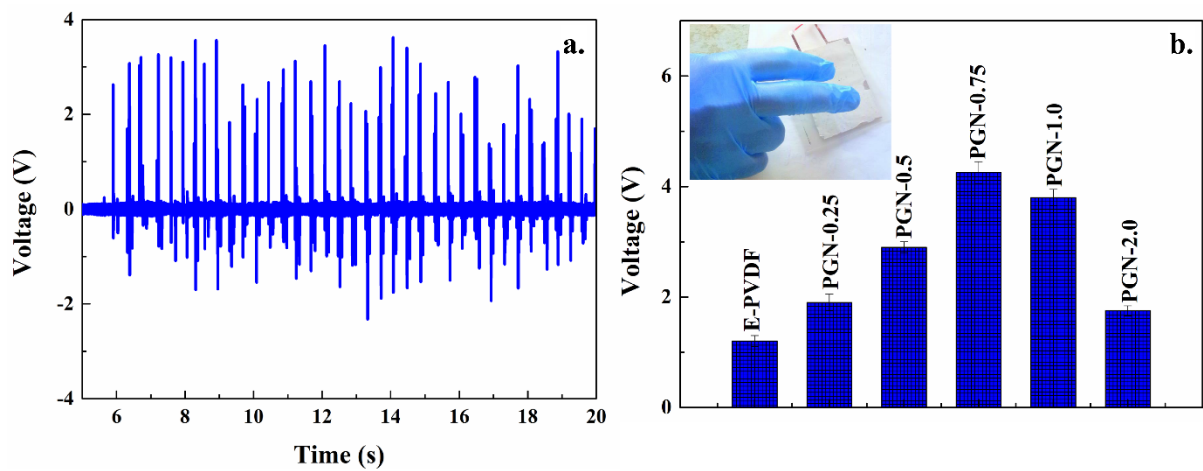 a.
4
2
0
-2
-4
Voltage (V)
6 8 10 12 14 16 18 20
Time (s)
b.
6
4
2
0
Voltage (V)
E-PVDF
PGN-0.25
PGN-0.5
PGN-0.75
PGN-1.0
PGN-2.0